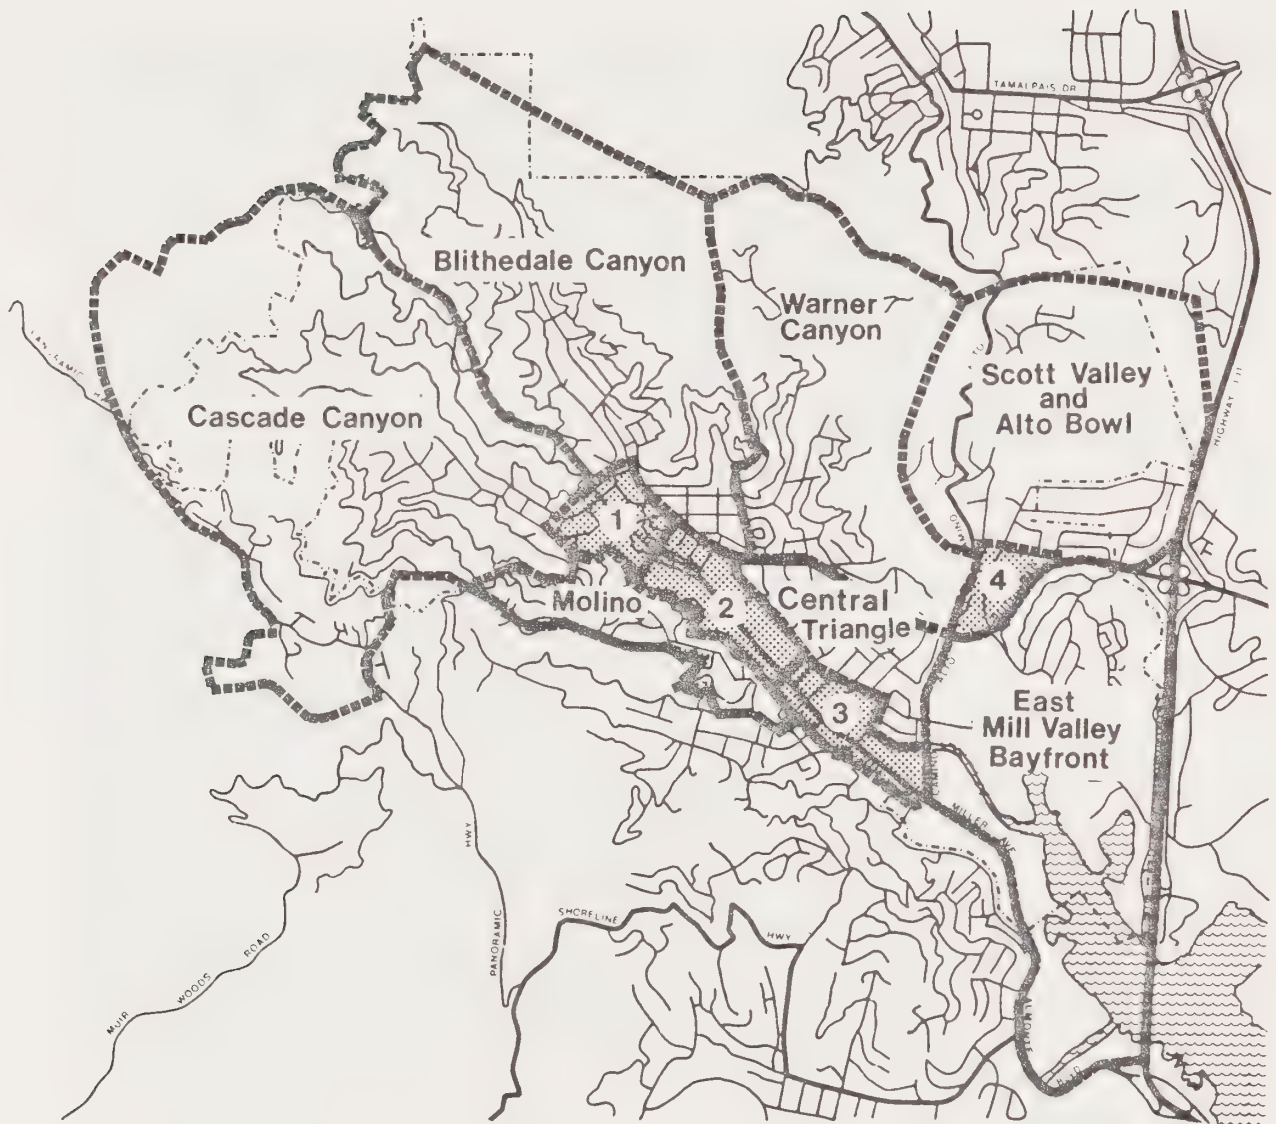 TAMALPAIS DR
Blithedale Canyon
Warner
Canyon
Scott Valley
and
Alto Bowl
HIGHWAY 101
Cascade Canyon
1
4
Molino
2
Central
Triangle
3
East
Mill Valley
Bayfront
MILLER AVE
HWY
PANORAMIC
SHORELINE
HWY
MUIR
WOODS
ROAD
ALMONTE